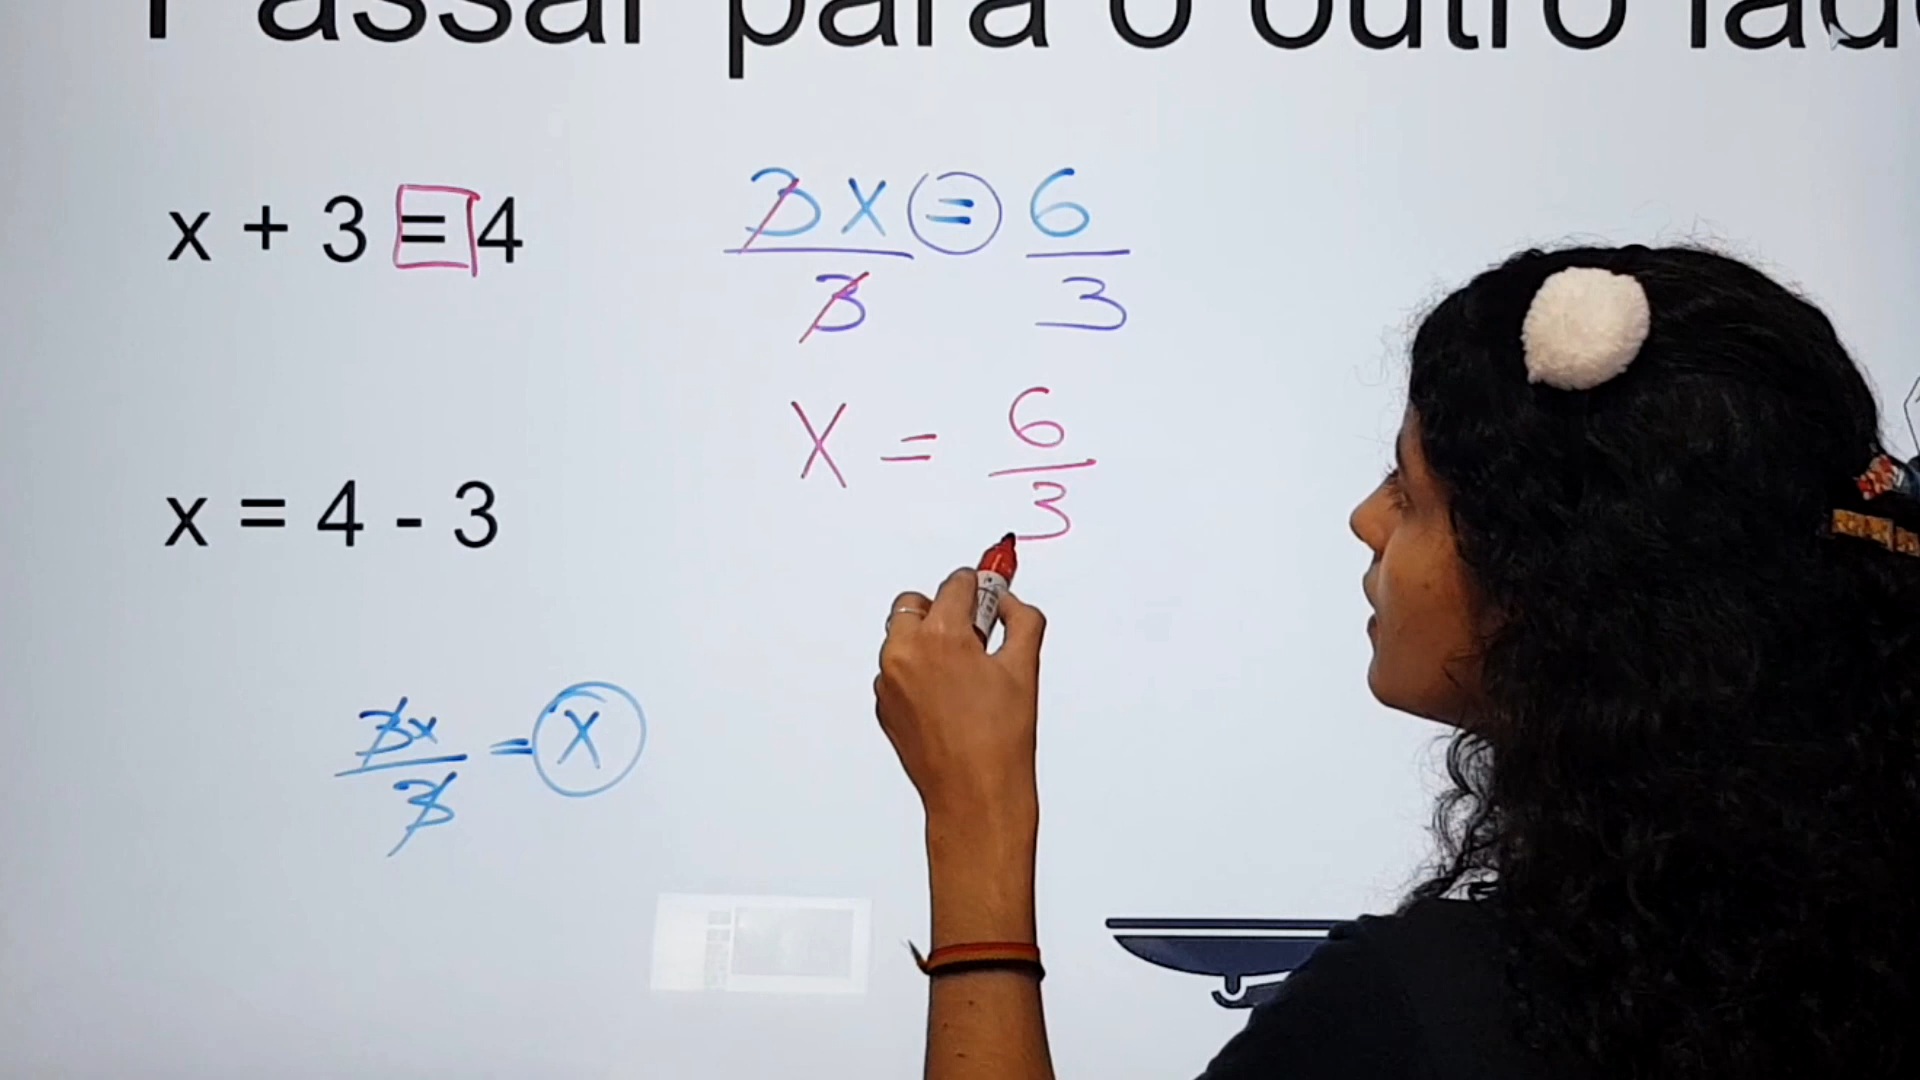 Passar para o outro lado
x + 3 = 4
x = 4 - 3
3x/3 = x
3x/3 = 6/3
x = 6/3